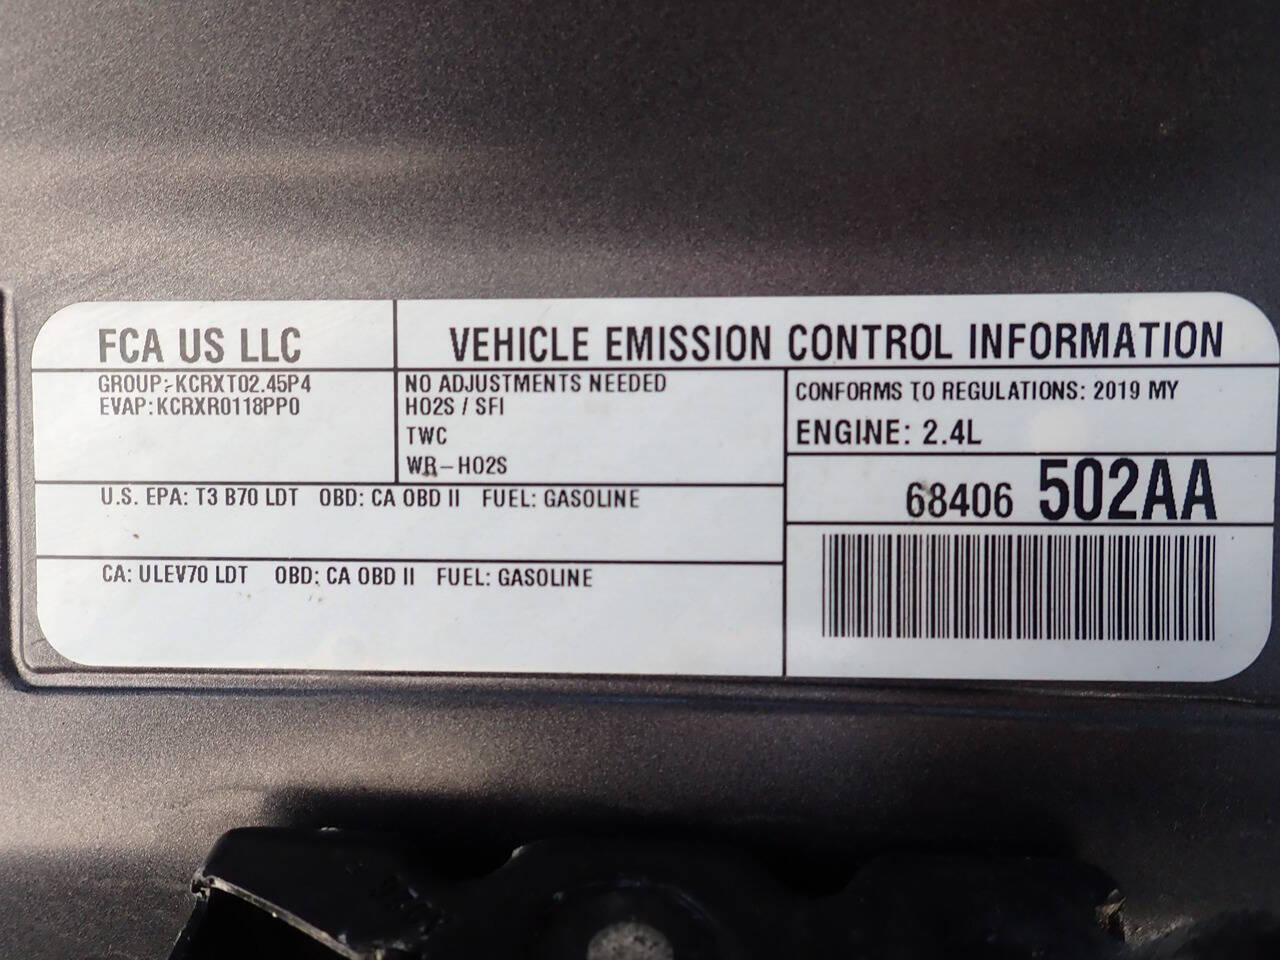 FCA US LLC
VEHICLE EMISSION CONTROL INFORMATION
GROUP: KCRXT02.45P4
EVAP: KCRXR0118PP0
NO ADJUSTMENTS NEEDED
HO2S / SFI
TWC
WR-HO2S
CONFORMS TO REGULATIONS: 2019 MY
ENGINE: 2.4L
68406 502AA
U.S. EPA: T3 B70 LDT OBD: CA OBD II FUEL: GASOLINE
CA: ULEV70 LDT OBD: CA OBD II FUEL: GASOLINE